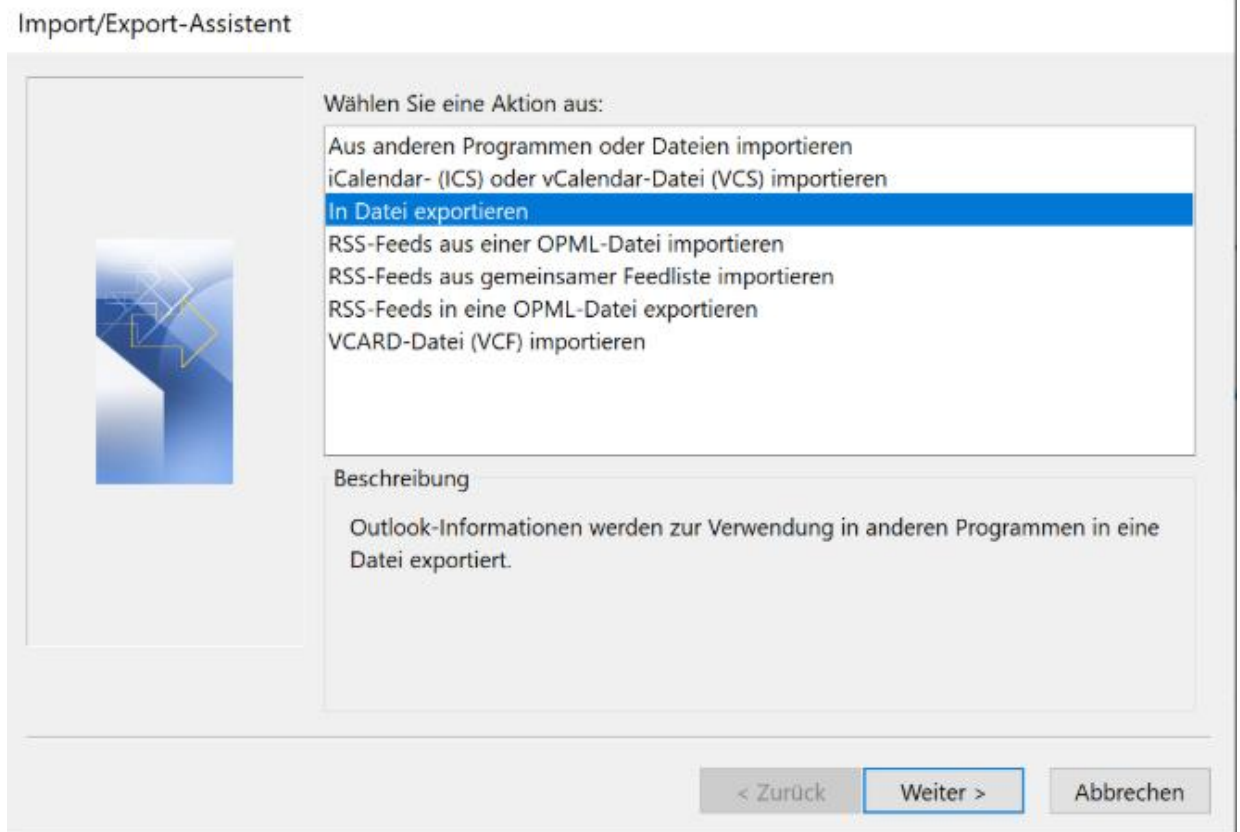 Import/Export-Assistent
Wählen Sie eine Aktion aus:
Aus anderen Programmen oder Dateien importieren
iCalendar- (ICS) oder vCalendar-Datei (VCS) importieren
In Datei exportieren
RSS-Feeds aus einer OPML-Datei importieren
RSS-Feeds aus gemeinsamer Feedliste importieren
RSS-Feeds in eine OPML-Datei exportieren
VCARD-Datei (VCF) importieren
Beschreibung
Outlook-Informationen werden zur Verwendung in anderen Programmen in eine
Datei exportiert.
< Zurück Weiter > Abbrechen